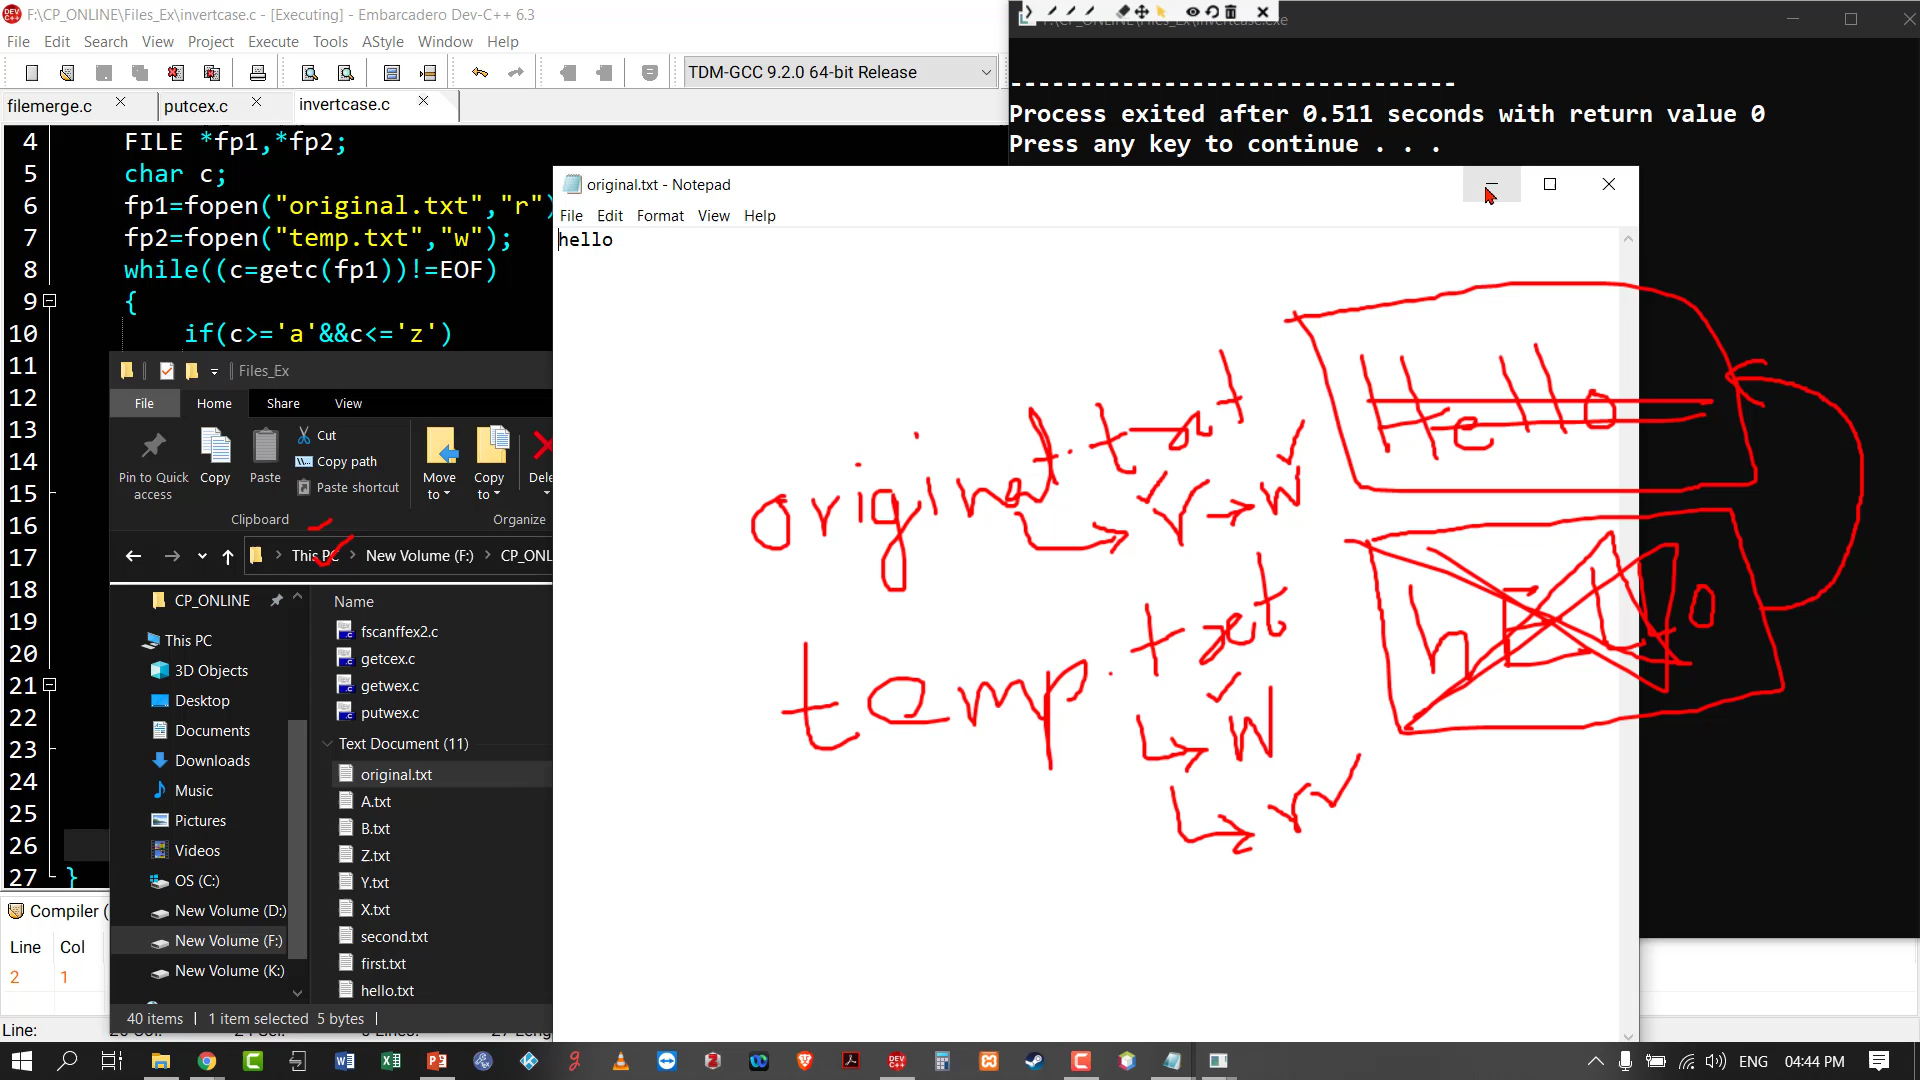 F:\CP_ONLINE\Files_Ex\invertcase.c - [Executing] - Embarcadero Dev-C++ 6.3
File Edit Search View Project Execute Tools AStyle Window Help
TDM-GCC 9.2.0 64-bit Release
filemerge.c putcex.c invertcase.c
4 FILE *fp1,*fp2;
5 char c;
6 fp1=fopen("original.txt","r")
7 fp2=fopen("temp.txt","w");
8 while((c=getc(fp1))!=EOF)
9 {
10 if(c>='a'&&c<='z')
11
12
13
14
15
16
17
18
19
20
21
22
23
24
25
26
27 }
Compiler (
Line Col
2 1
Line:
Files_Ex
File Home Share View
Pin to Quick access
Copy
Paste
Cut
Copy path
Paste shortcut
Move to
Copy to
Dele
Clipboard Organize
This PC New Volume (F:) CP_ONL
CP_ONLINE
This PC
3D Objects
Desktop
Documents
Downloads
Music
Pictures
Videos
OS (C:)
New Volume (D:)
New Volume (F:)
New Volume (K:)
Name
fscanffex2.c
getcex.c
getwex.c
putwex.c
Text Document (11)
original.txt
A.txt
B.txt
Z.txt
Y.txt
X.txt
second.txt
first.txt
hello.txt
40 items 1 item selected 5 bytes
Process exited after 0.511 seconds with return value 0
Press any key to continue . . .
original.txt - Notepad
File Edit Format View Help
hello
Hello
original.txt
r → w
temp.txt
w
r
ENG 04:44 PM